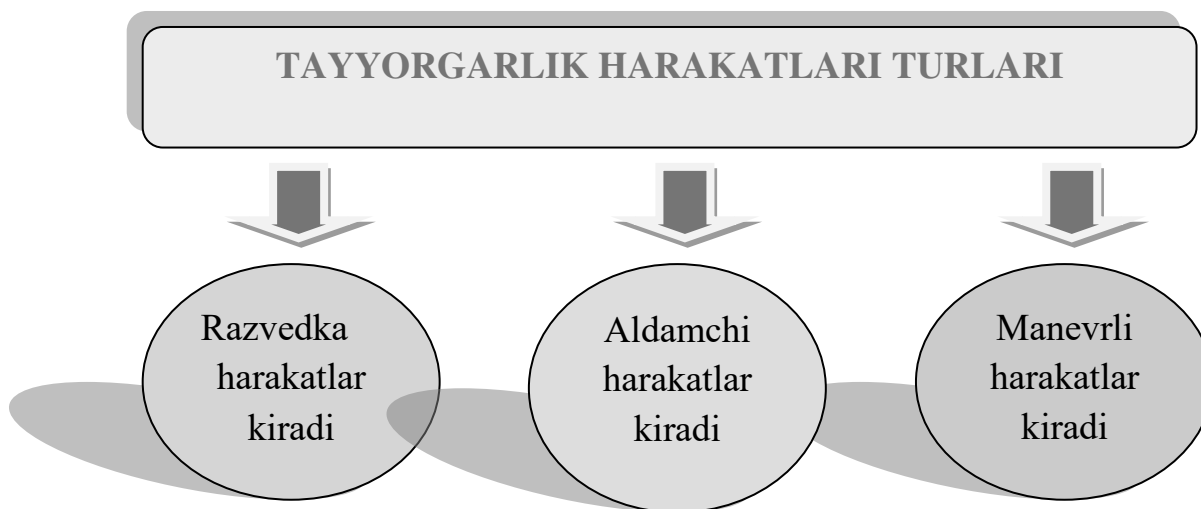 TAYYORGARLIK HARAKATLARI TURLARI
Razvedka
harakatlar
kiradi
Aldamchi
harakatlar
kiradi
Manevrli
harakatlar
kiradi